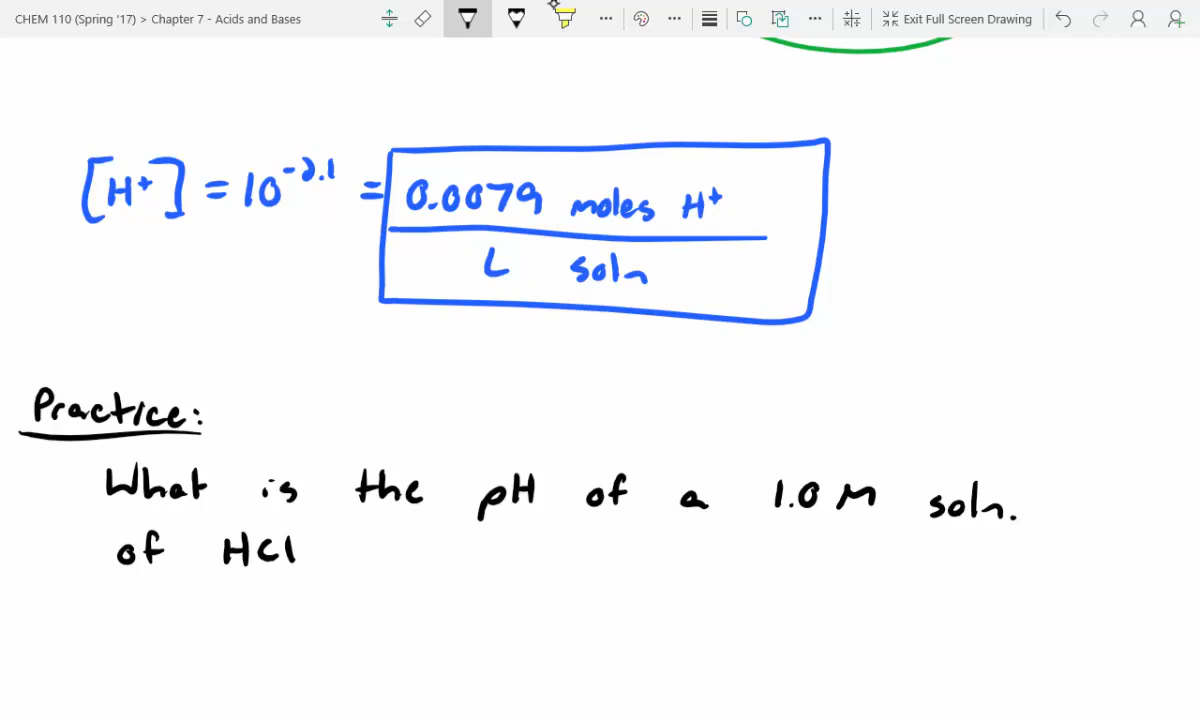 CHEM 110 (Spring '17) > Chapter 7 - Acids and Bases
Exit Full Screen Drawing
[H+] = 10^-2.1 = 0.0079 moles H+
L soln
Practice:
What is the pH of a 1.0 M soln.
of HCl